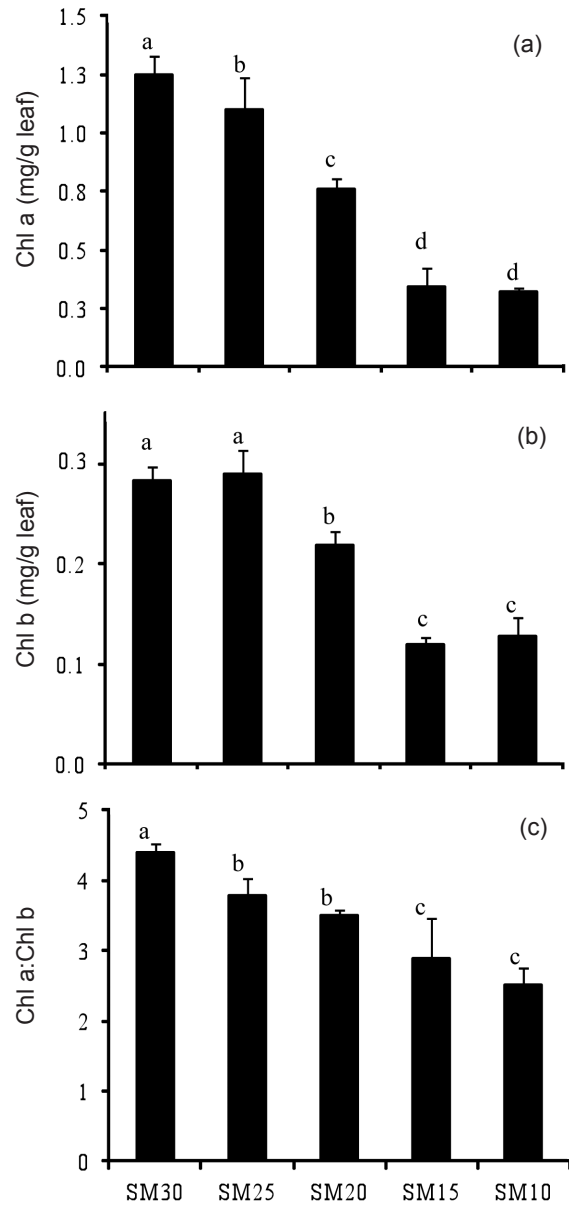 (a)
1.5
1.3
1.0
0.8
0.5
0.3
0.0
Chl a (mg/g leaf)
a
b
c
d
d
(b)
0.3
0.2
0.1
0.0
Chl b (mg/g leaf)
a
a
b
c
c
(c)
5
4
3
2
1
0
Chl a:Chl b
a
b
b
c
c
SM30 SM25 SM20 SM15 SM10